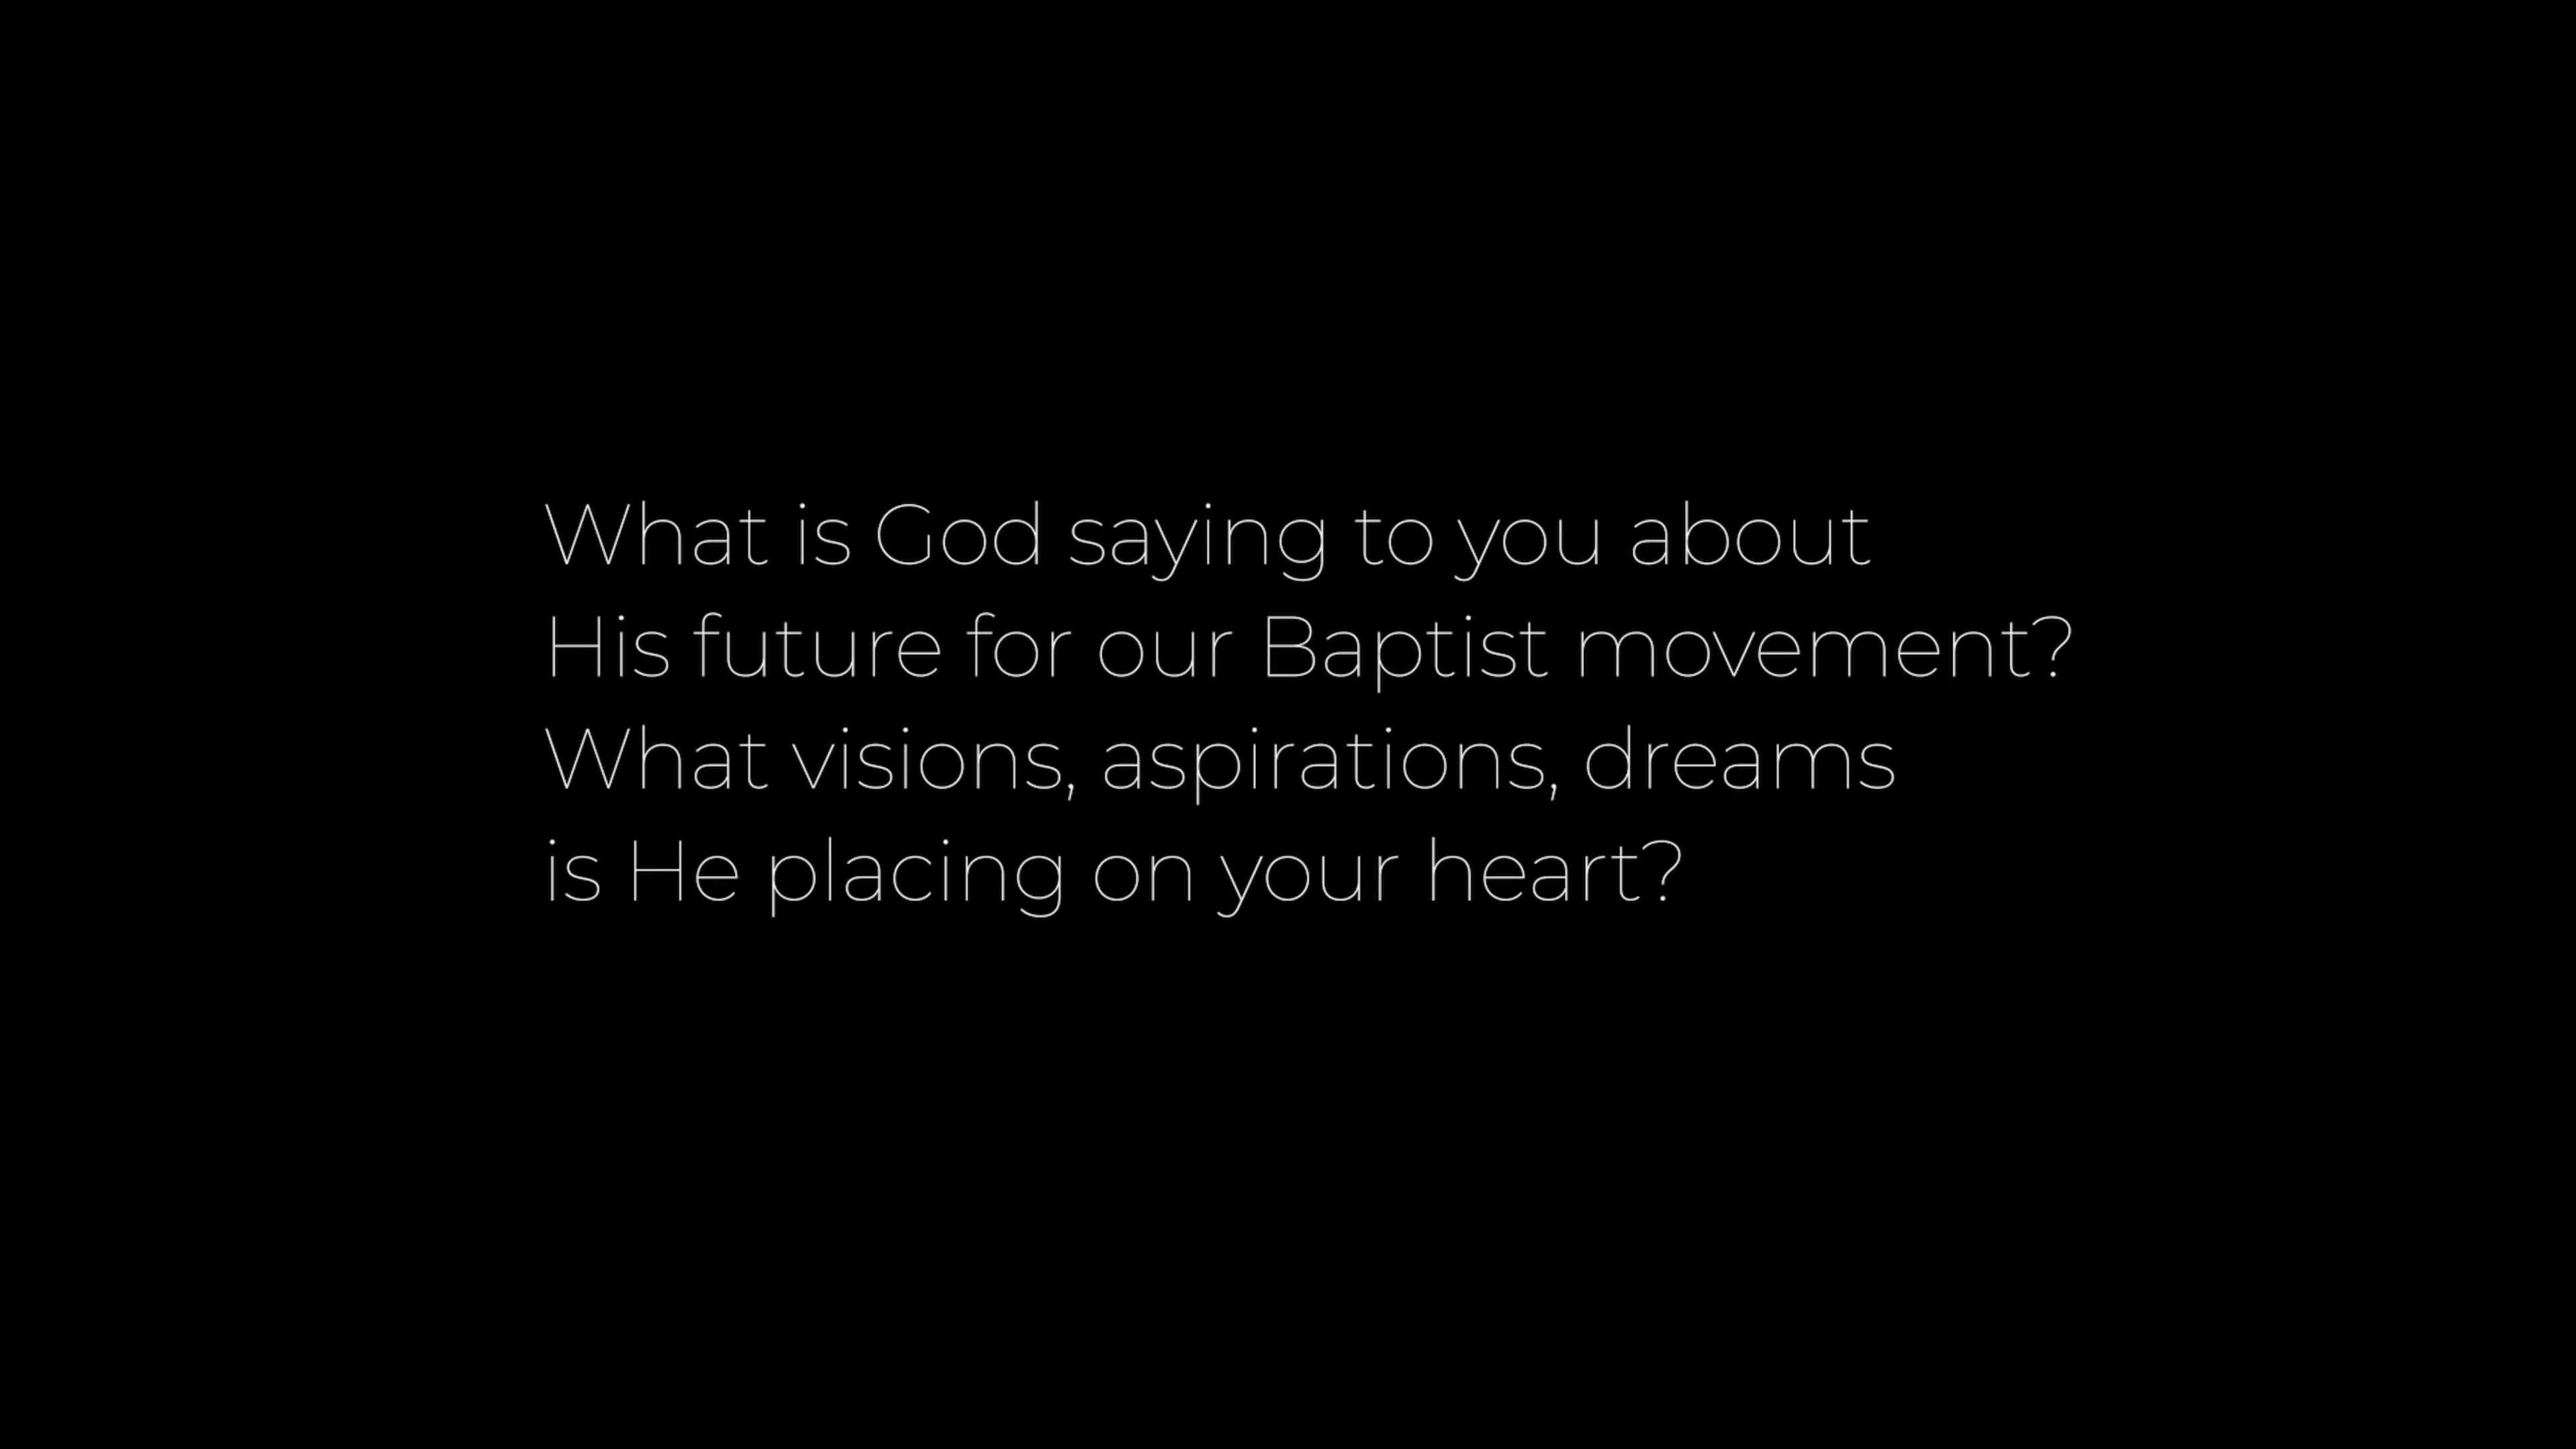 What is God saying to you about
His future for our Baptist movement?
What visions, aspirations, dreams
is He placing on your heart?